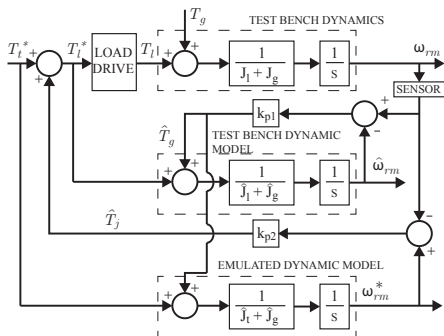 T_g
TEST BENCH DYNAMICS
T_t* + + T_l* LOAD DRIVE T_l + + 1 / (J_l + J_g) 1 / s ω_rm
SENSOR
k_p1 + -
T̂_g
TEST BENCH DYNAMIC MODEL
+ + 1 / (Ĵ_l + Ĵ_g) 1 / s ω̂_rm
T̂_j k_p2 - +
EMULATED DYNAMIC MODEL
+ + 1 / (Ĵ_t + Ĵ_g) 1 / s ω*_rm